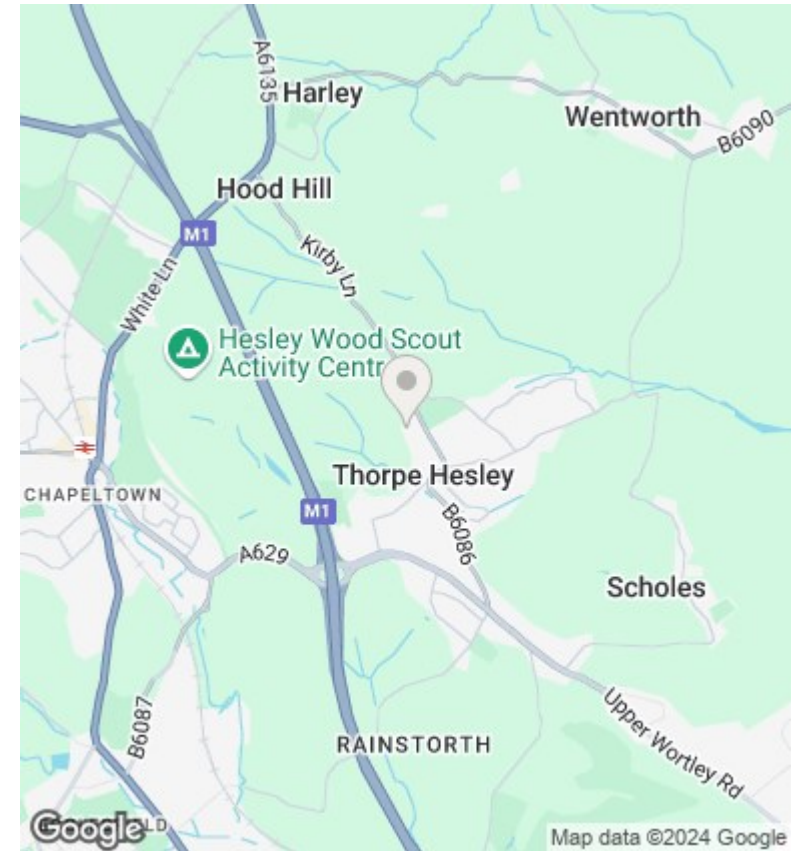 A6135
Harley
Wentworth
B6090
Hood Hill
M1
Kirby Ln
White Ln
Hesley Wood Scout
Activity Centr
Thorpe Hesley
CHAPELTOWN
M1
B6086
A629
Scholes
B6087
RAINSTORTH
Upper Wortley Rd
Google
Map data ©2024 Google